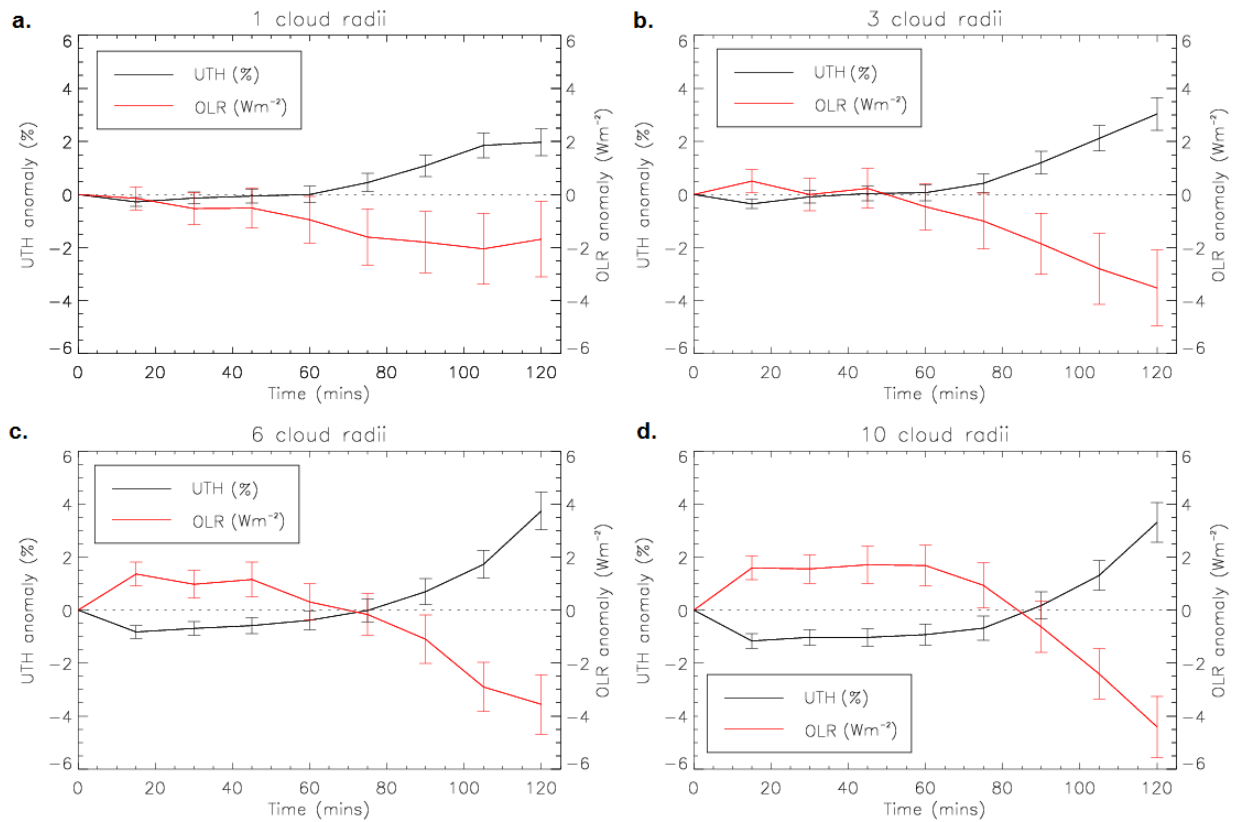 a.
1 cloud radii
UTH (%)
OLR (Wm⁻²)
UTH anomaly (%)
OLR anomaly (Wm⁻²)
6
4
2
0
−2
−4
−6
6
4
2
0
−2
−4
−6
0 20 40 60 80 100 120
Time (mins)
b.
3 cloud radii
UTH (%)
OLR (Wm⁻²)
UTH anomaly (%)
OLR anomaly (Wm⁻²)
6
4
2
0
−2
−4
−6
6
4
2
0
−2
−4
−6
0 20 40 60 80 100 120
Time (mins)
c.
6 cloud radii
UTH (%)
OLR (Wm⁻²)
UTH anomaly (%)
OLR anomaly (Wm⁻²)
6
4
2
0
−2
−4
−6
6
4
2
0
−2
−4
−6
0 20 40 60 80 100 120
Time (mins)
d.
10 cloud radii
UTH (%)
OLR (Wm⁻²)
UTH anomaly (%)
OLR anomaly (Wm⁻²)
6
4
2
0
−2
−4
−6
6
4
2
0
−2
−4
−6
0 20 40 60 80 100 120
Time (mins)